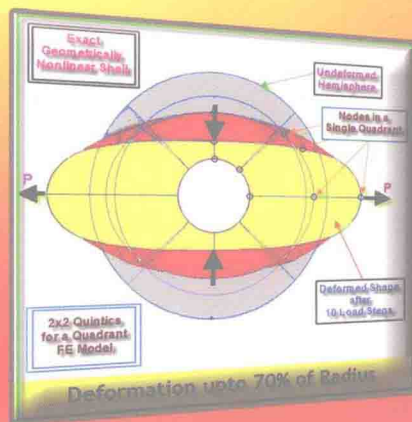 Exact
Geometrically
Nonlinear Shell
Undeformed
Hemisphere
Nodes in a
Single Quadrant
P
P
2x2 Quintics
for a Quadrant
FE Model
Deformed Shape
after
10 Load Steps
Deformation upto 70% of Radius